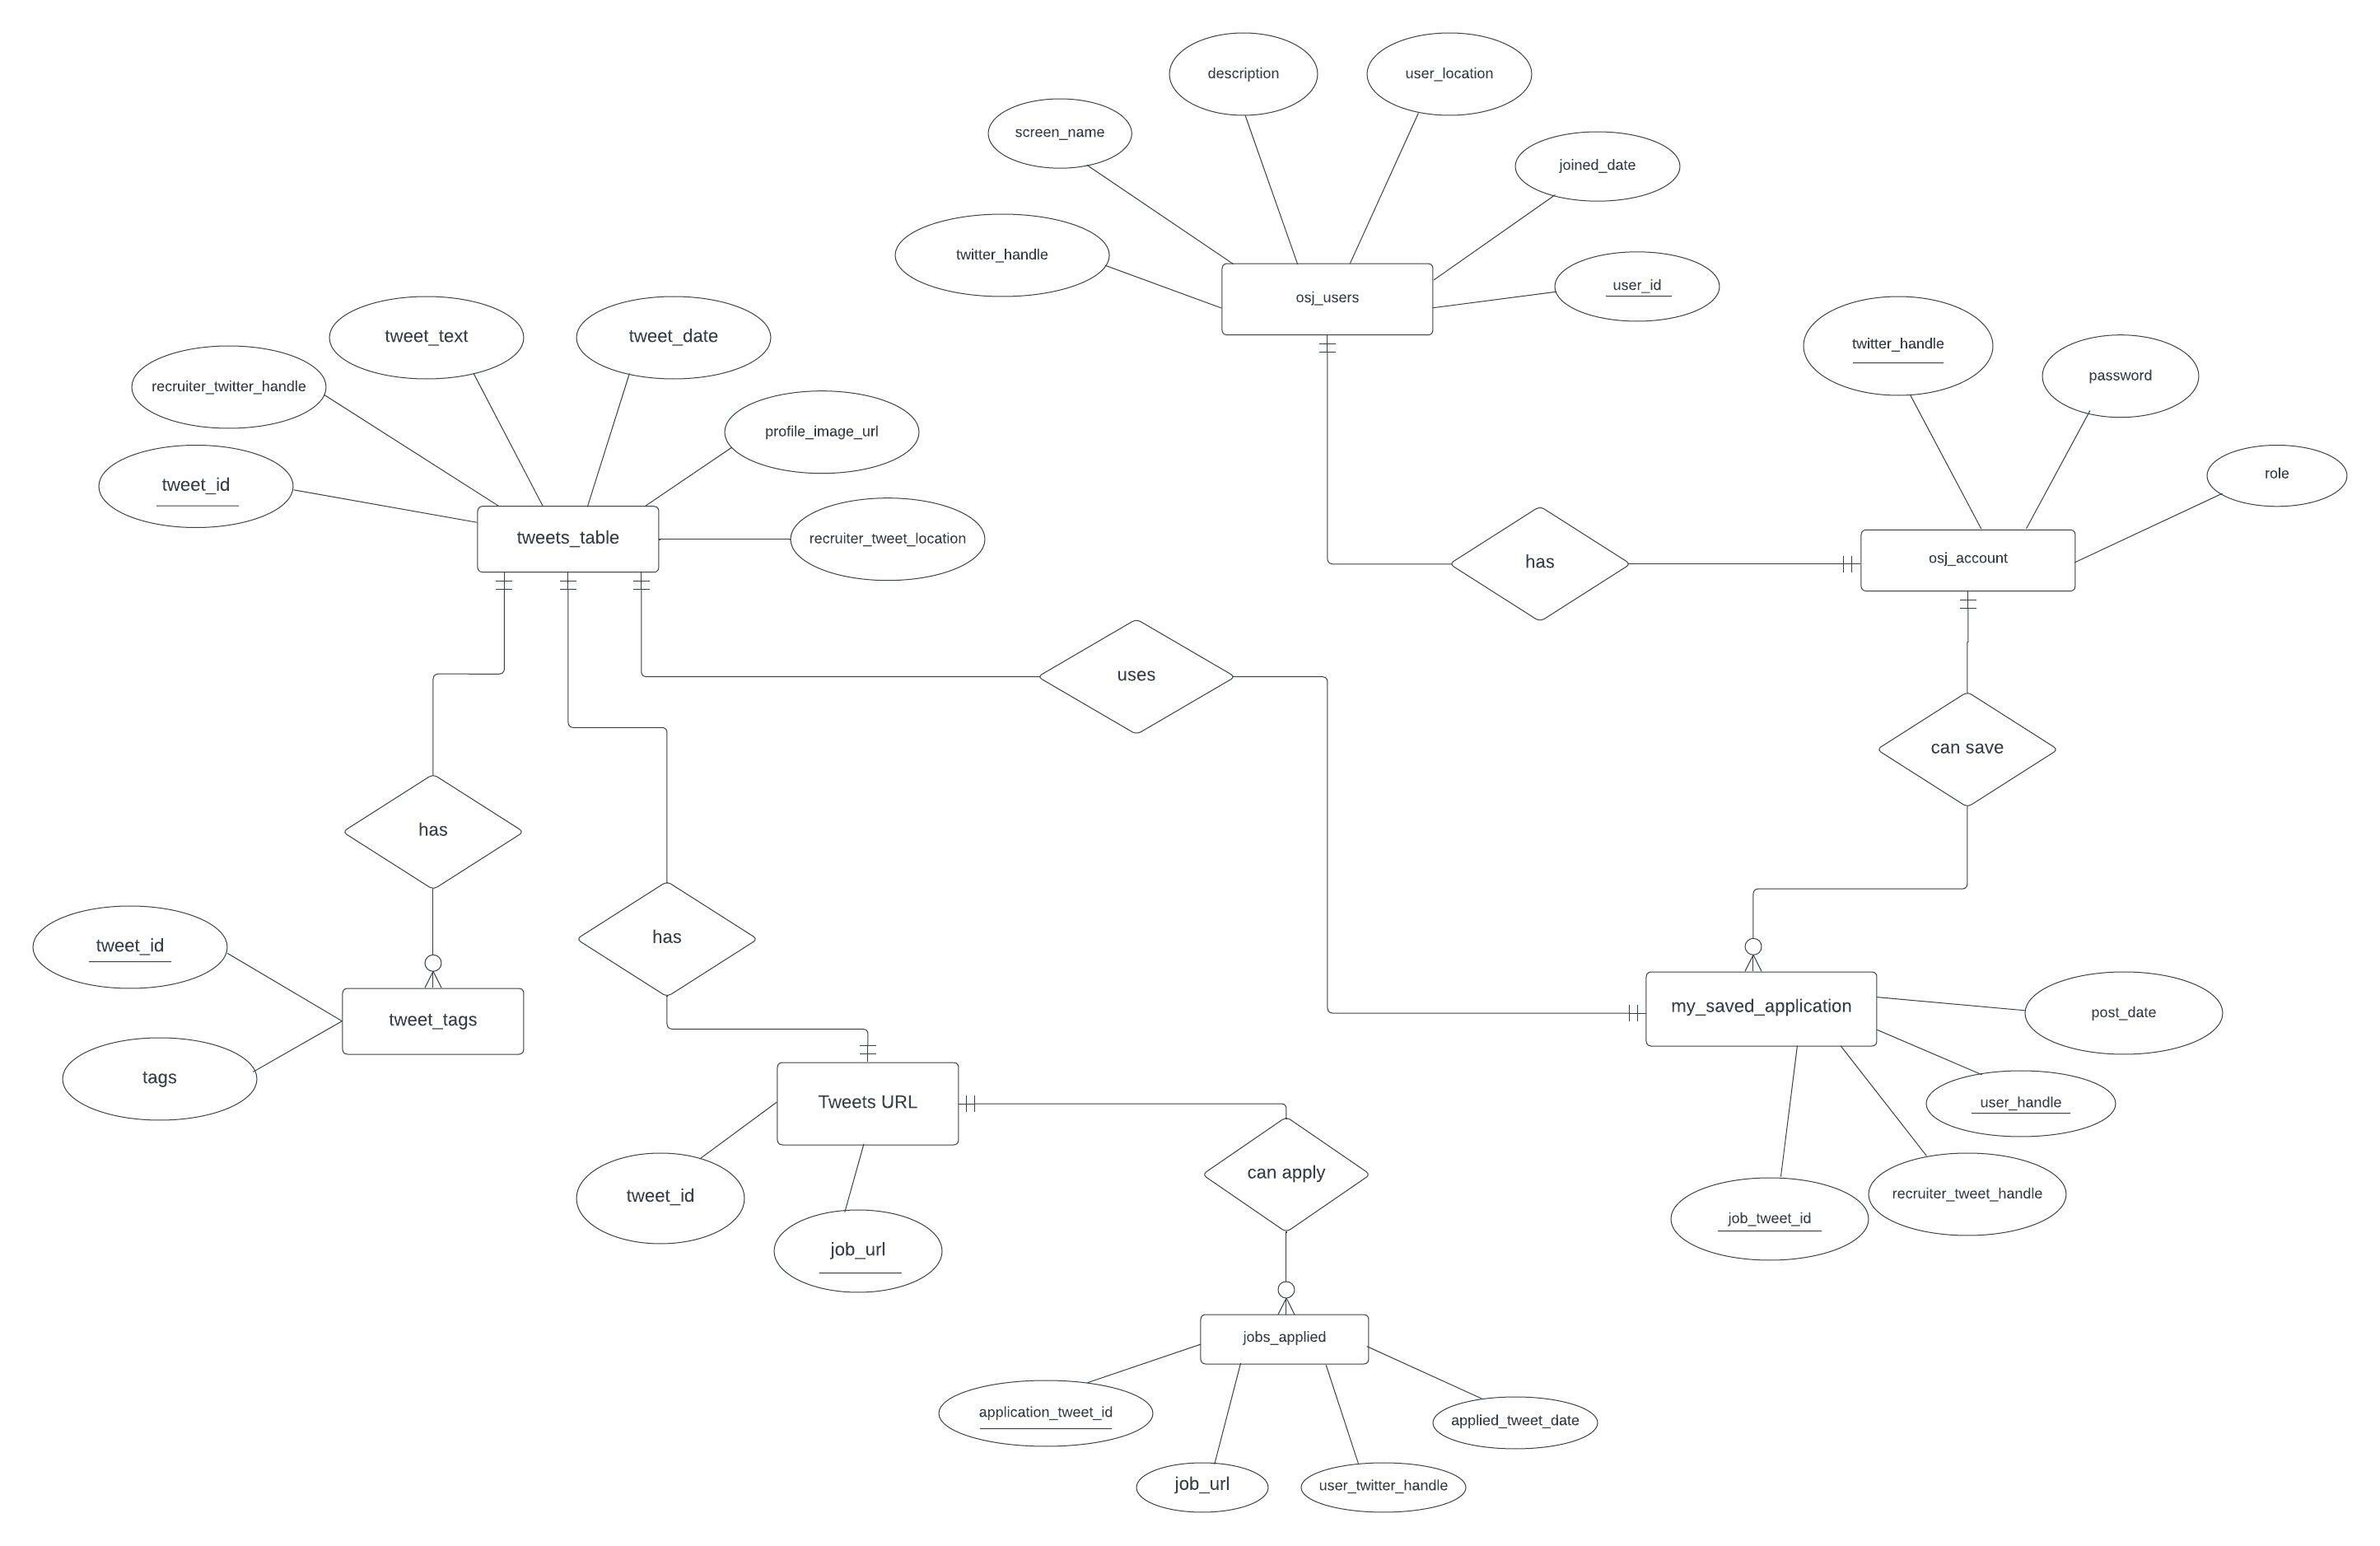 description
user_location
screen_name
joined_date
twitter_handle
user_id
osj_users
tweet_text
tweet_date
twitter_handle
password
recruiter_twitter_handle
profile_image_url
role
tweet_id
tweets_table
recruiter_tweet_location
has
osj_account
uses
can save
has
has
tweet_id
tweet_tags
my_saved_application
post_date
tags
Tweets URL
user_handle
can apply
tweet_id
recruiter_tweet_handle
job_tweet_id
job_url
jobs_applied
application_tweet_id
applied_tweet_date
job_url
user_twitter_handle